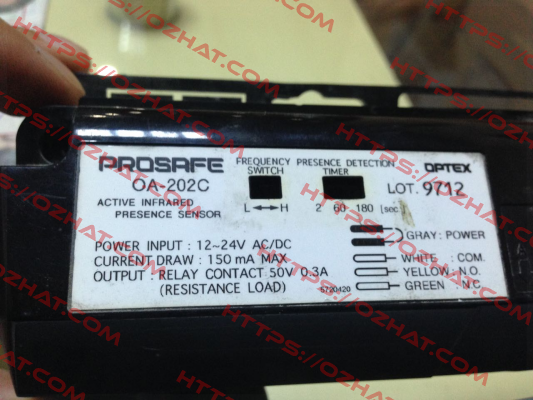 PROSAFE
OA-202C
ACTIVE INFRARED
PRESENCE SENSOR
FREQUENCY
SWITCH
L ↔ H
PRESENCE DETECTION
TIMER
2 60 180 [sec]
OPTEX
LOT. 9712
POWER INPUT : 12~24V AC/DC
CURRENT DRAW : 150 mA MAX
OUTPUT : RELAY CONTACT 50V 0.3A
(RESISTANCE LOAD)
GRAY : POWER
WHITE : COM.
YELLOW : N.O.
GREEN : N.C.
5720420
HTTPS://OZHAT.COM